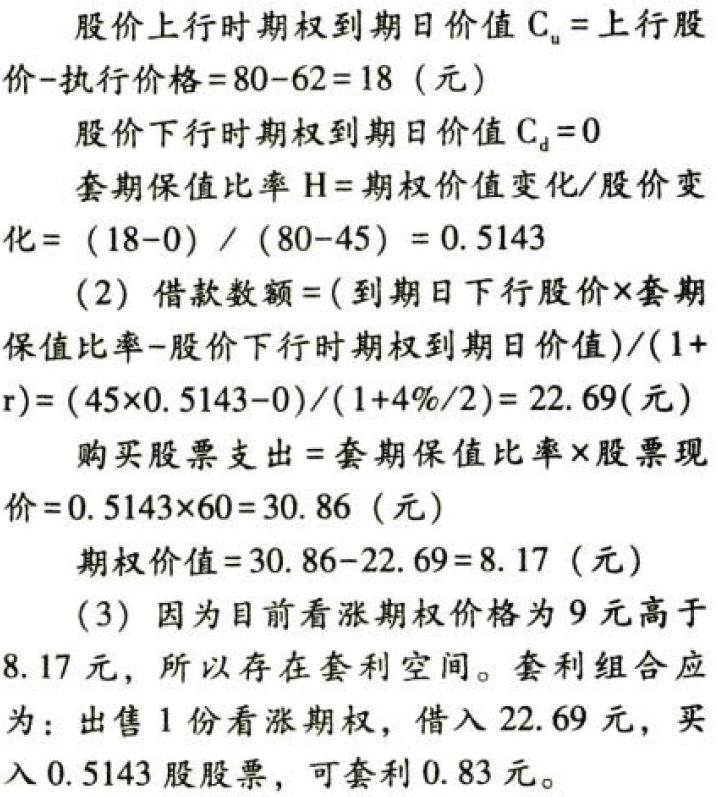 股价上行时期权到期日价值 Cu = 上行股
价-执行价格 = 80-62 = 18（元）
股价下行时期权到期日价值 Cd = 0
套期保值比率 H = 期权价值变化/股价变
化 = （18-0） / （80-45） = 0. 5143
（2）借款数额 = ( 到期日下行股价×套期
保值比率-股价下行时期权到期日价值)/( 1+
r) = ( 45×0. 5143-0)/( 1+4%/2) = 22. 69( 元)
购买股票支出 = 套期保值比率×股票现
价 = 0. 5143×60 = 30. 86（元）
期权价值 = 30. 86-22. 69 = 8. 17（元）
（3）因为目前看涨期权价格为 9 元高于
8. 17 元，所以存在套利空间。套利组合应
为：出售 1 份看涨期权，借入 22. 69 元，买
入 0. 5143 股股票，可套利 0. 83 元。